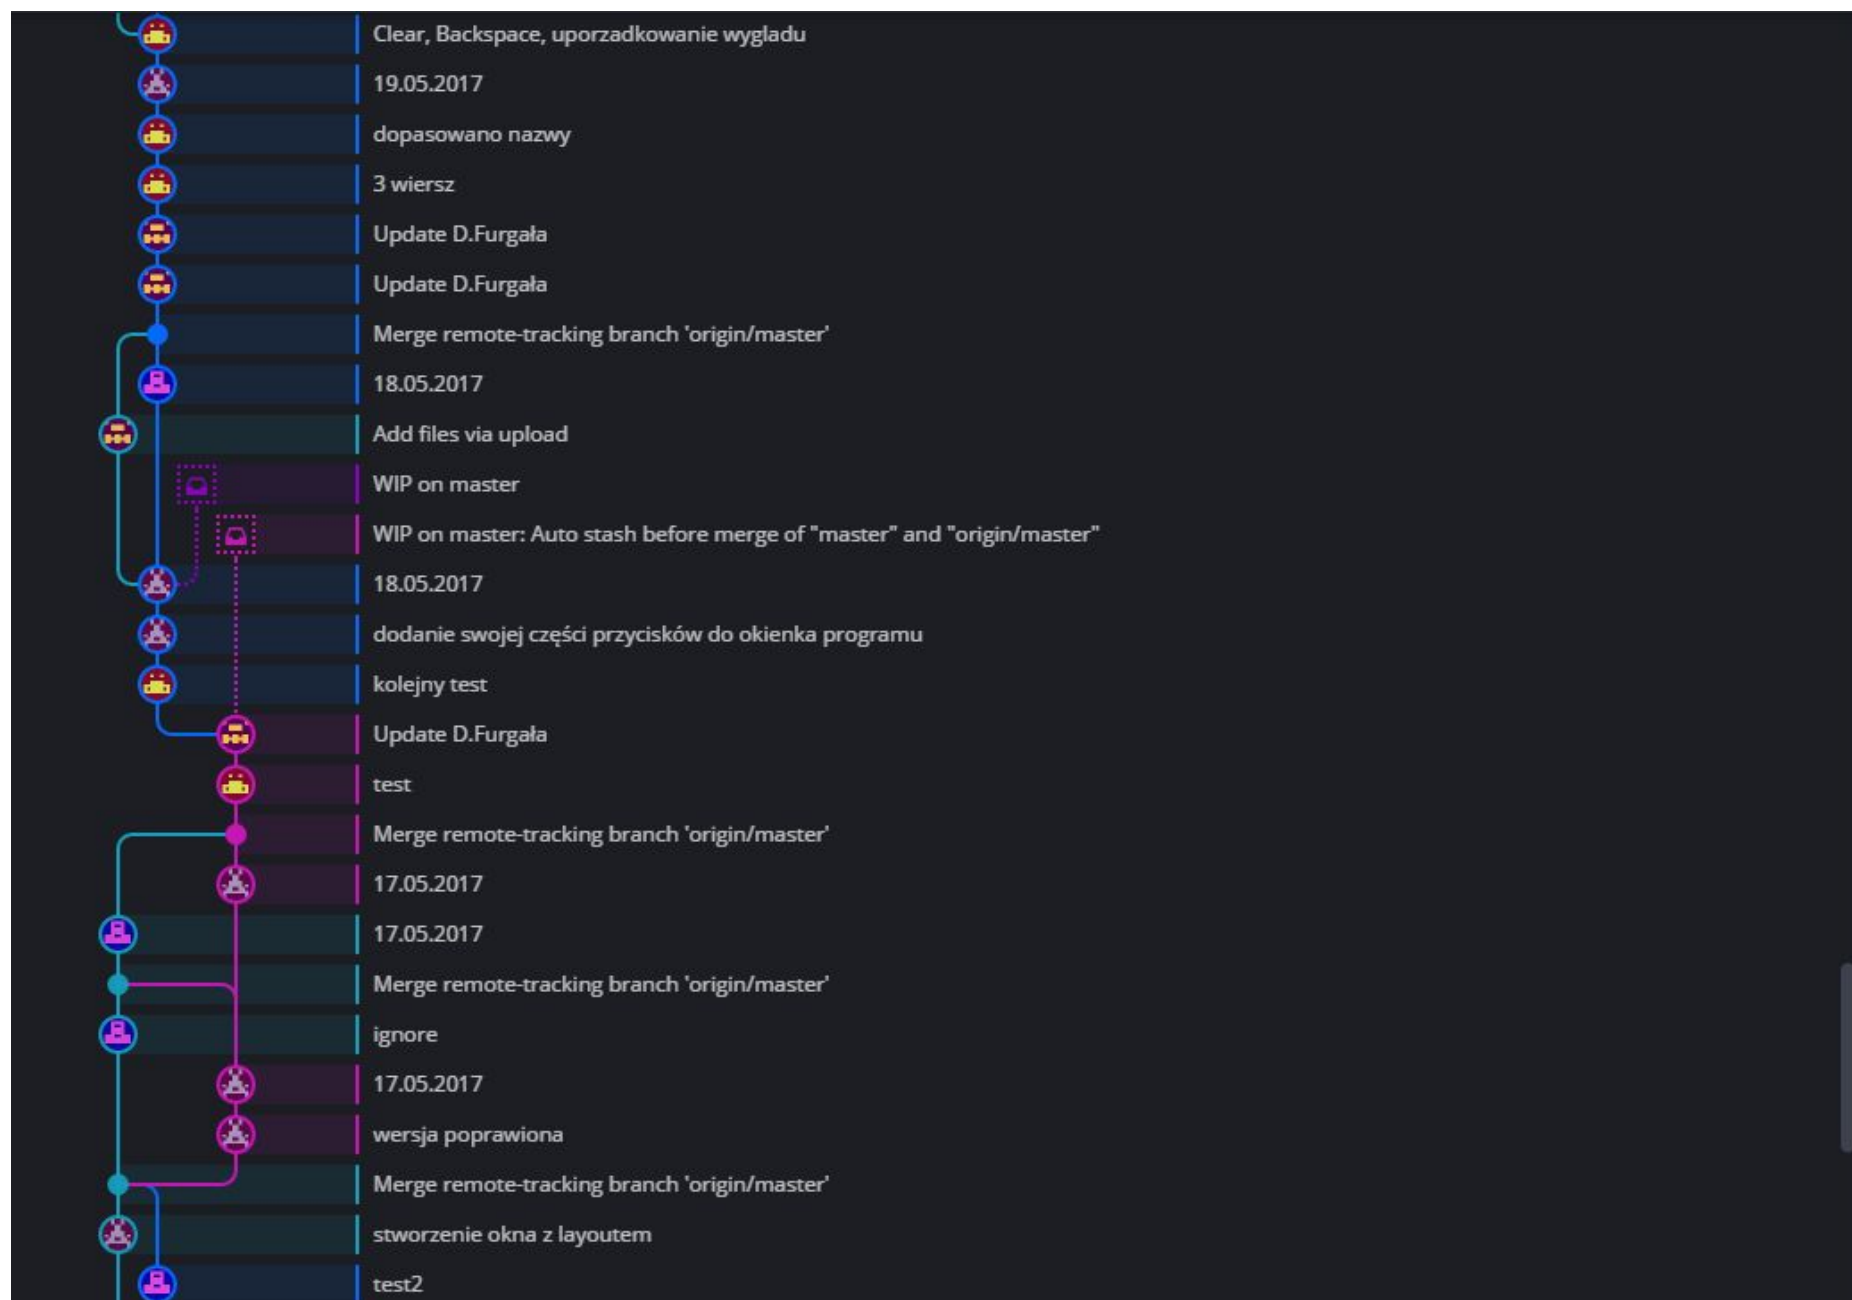 Clear, Backspace, uporzadkowanie wygladu
19.05.2017
dopasowano nazwy
3 wiersz
Update D.Furgała
Update D.Furgała
Merge remote-tracking branch 'origin/master'
18.05.2017
Add files via upload
WIP on master
WIP on master: Auto stash before merge of "master" and "origin/master"
18.05.2017
dodanie swojej części przycisków do okienka programu
kolejny test
Update D.Furgała
test
Merge remote-tracking branch 'origin/master'
17.05.2017
17.05.2017
Merge remote-tracking branch 'origin/master'
ignore
17.05.2017
wersja poprawiona
Merge remote-tracking branch 'origin/master'
stworzenie okna z layoutem
test2